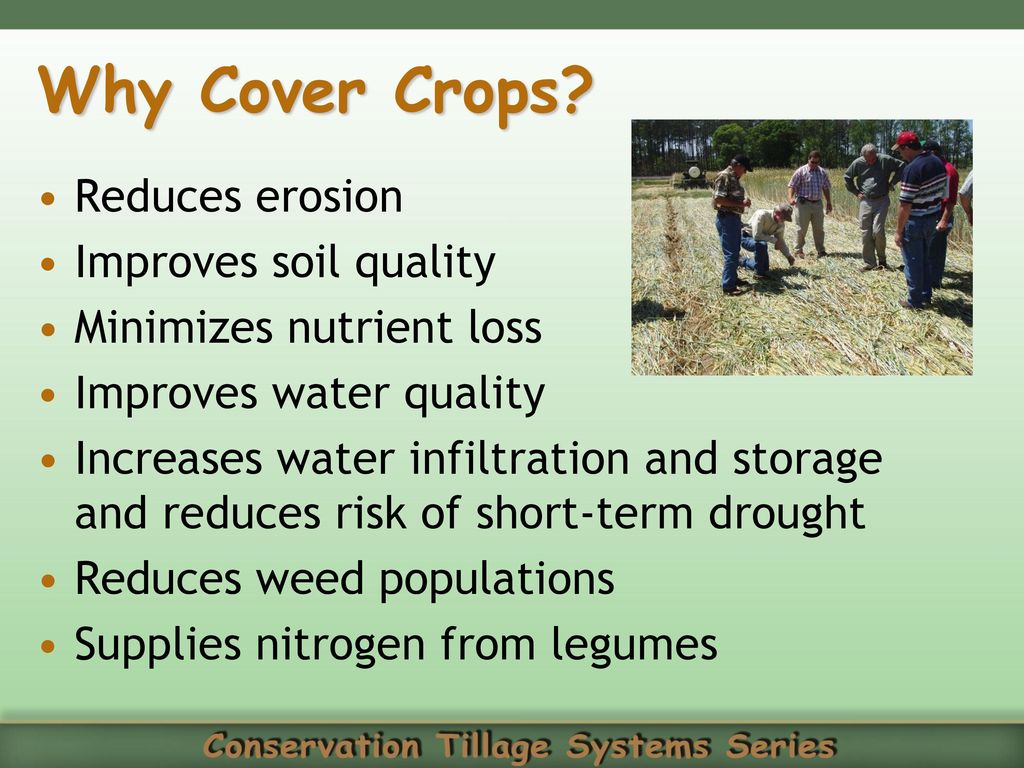 Why Cover Crops?
• Reduces erosion
• Improves soil quality
• Minimizes nutrient loss
• Improves water quality
• Increases water infiltration and storage
and reduces risk of short-term drought
• Reduces weed populations
• Supplies nitrogen from legumes
Conservation Tillage Systems Series